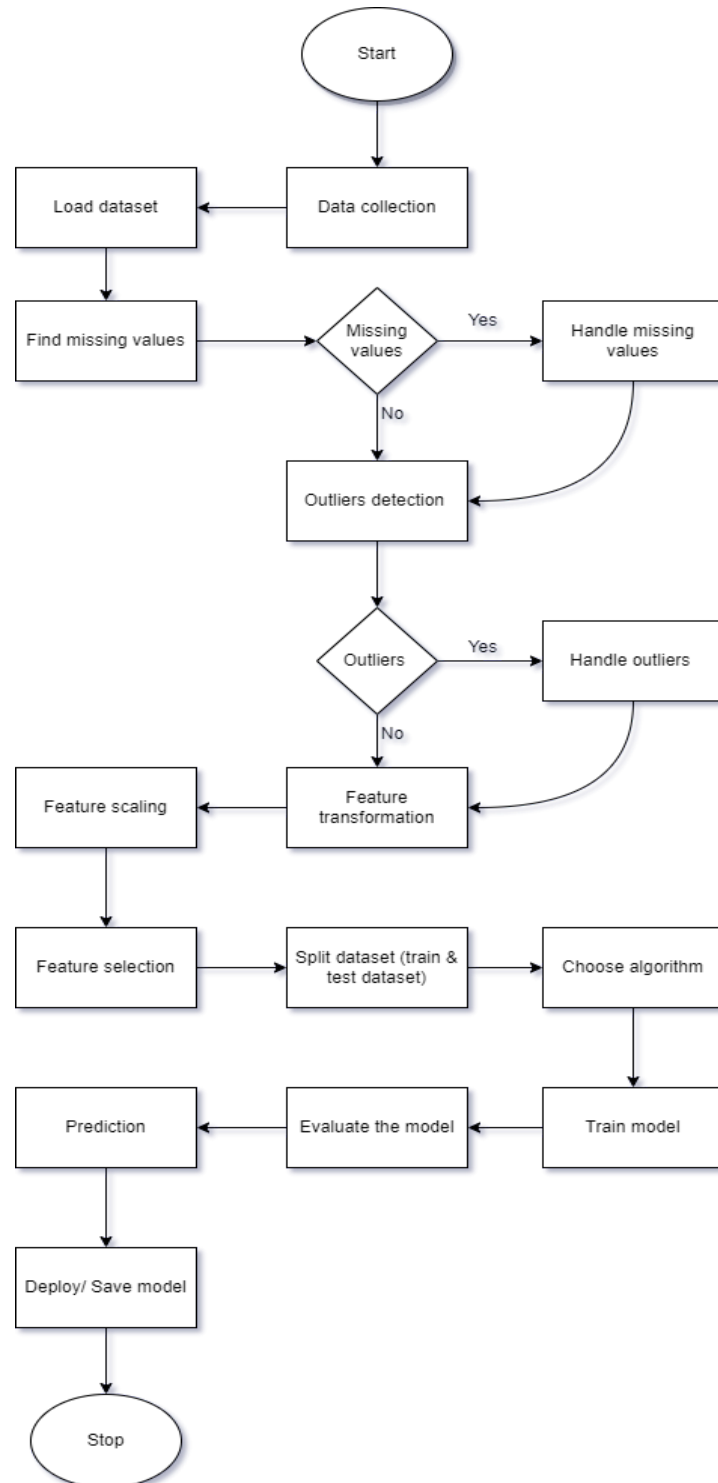 Start
Data collection
Load dataset
Find missing values
Missing
values
Yes
Handle missing
values
No
Outliers detection
Outliers
Yes
Handle outliers
No
Feature
transformation
Feature scaling
Feature selection
Split dataset (train &
test dataset)
Choose algorithm
Train model
Evaluate the model
Prediction
Deploy/ Save model
Stop